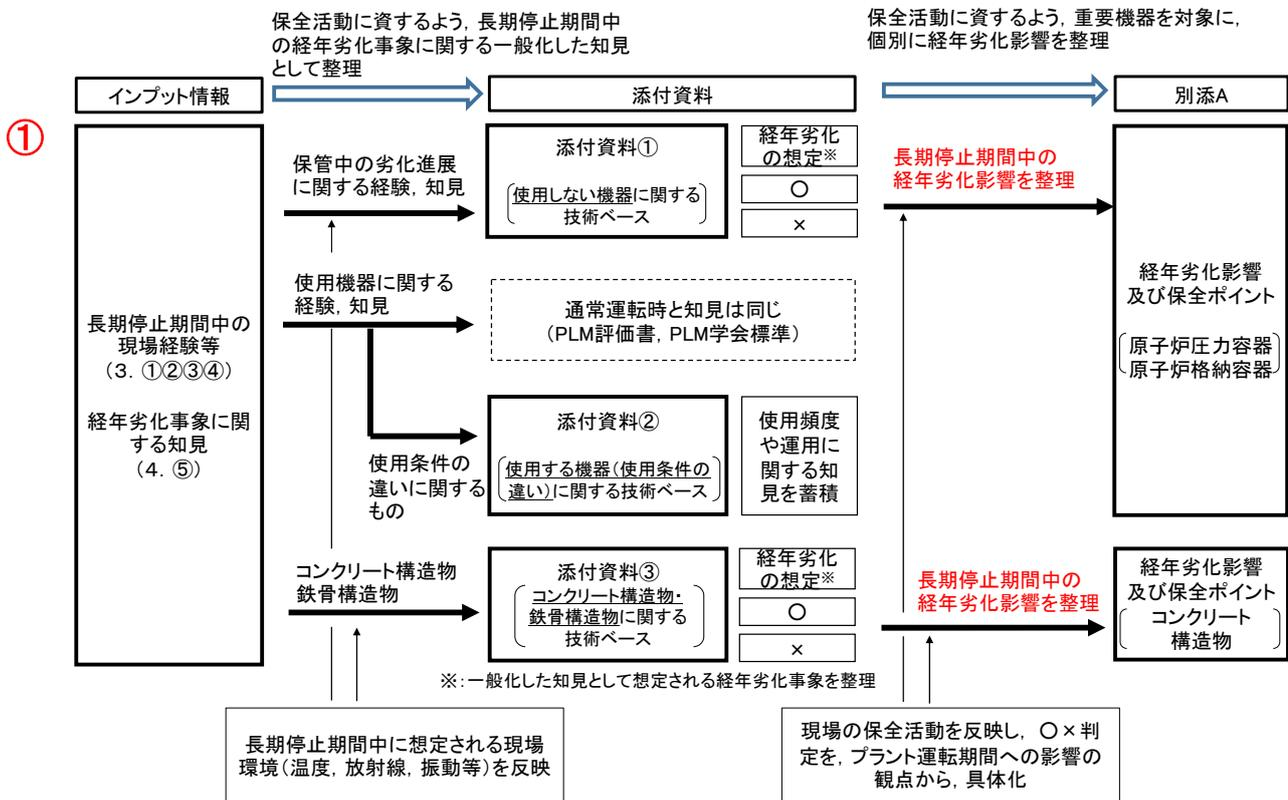 保全活動に資するよう，長期停止期間中
の経年劣化事象に関する一般化した知見
として整理
保全活動に資するよう，重要機器を対象に，
個別に経年劣化影響を整理
インプット情報
添付資料
別添A
①
長期停止期間中の
現場経験等
（３．①②③④）
経年劣化事象に関
する知見
（４．⑤）
保管中の劣化進展
に関する経験，知見
添付資料①
使用しない機器に関する
技術ベース
経年劣化
の想定※
○
×
長期停止期間中の
経年劣化影響を整理
経年劣化影響
及び保全ポイント
原子炉圧力容器
原子炉格納容器
使用機器に関する
経験，知見
通常運転時と知見は同じ
（PLM評価書，PLM学会標準）
使用条件の
違いに関する
もの
添付資料②
使用する機器（使用条件の
違い）に関する技術ベース
使用頻度
や運用に
関する知
見を蓄積
コンクリート構造物
鉄骨構造物
添付資料③
コンクリート構造物・
鉄骨構造物に関する
技術ベース
経年劣化
の想定※
○
×
長期停止期間中の
経年劣化影響を整理
経年劣化影響
及び保全ポイント
コンクリート
構造物
※：一般化した知見として想定される経年劣化事象を整理
長期停止期間中に想定される現場
環境（温度，放射線，振動等）を反映
現場の保全活動を反映し，○×判
定を，プラント運転期間への影響の
観点から，具体化